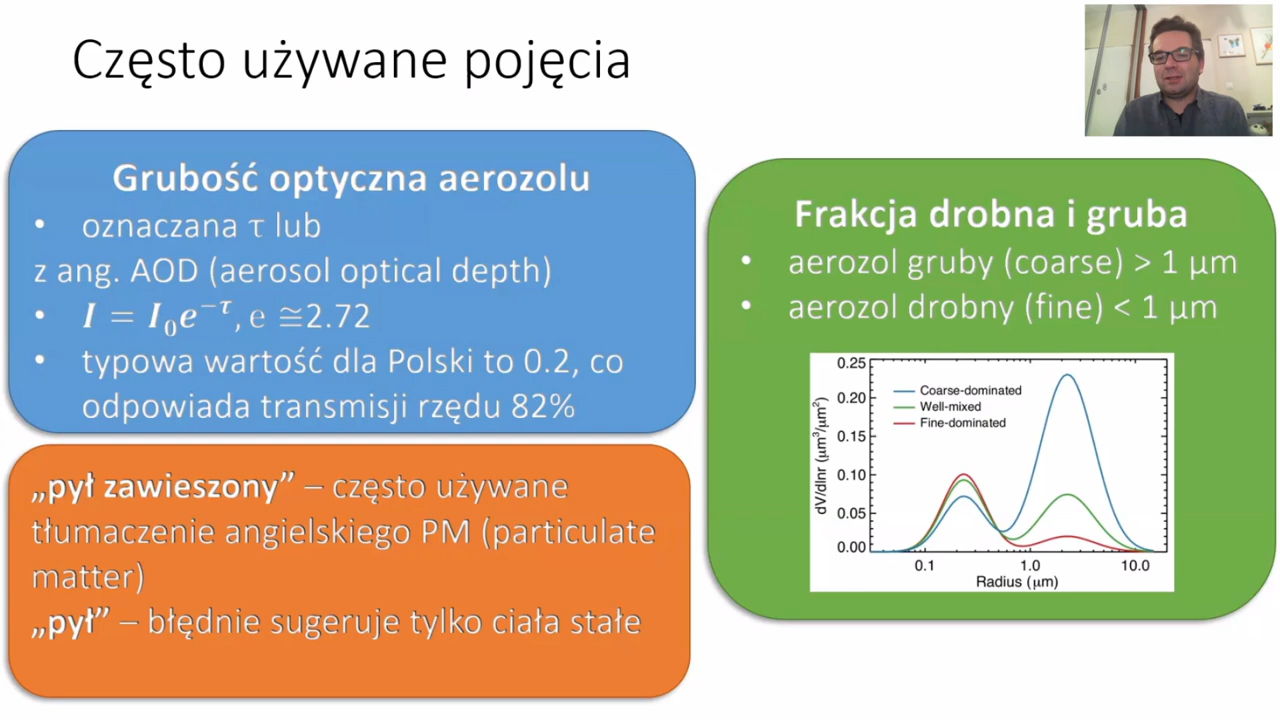 Często używane pojęcia
Grubość optyczna aerozolu
• oznaczana τ lub
z ang. AOD (aerosol optical depth)
• I = I₀e⁻ᵗ, e ≅2.72
• typowa wartość dla Polski to 0.2, co
odpowiada transmisji rzędu 82%
„pył zawieszony” – często używane
tłumaczenie angielskiego PM (particulate
matter)
„pył” – błędnie sugeruje tylko ciała stałe
Frakcja drobna i gruba
• aerozol gruby (coarse) > 1 μm
• aerozol drobny (fine) < 1 μm
0.25
0.20
0.15
0.10
0.05
0.00
dV/dlnr (μm³/μm²)
Coarse-dominated
Well-mixed
Fine-dominated
0.1 1.0 10.0
Radius (μm)